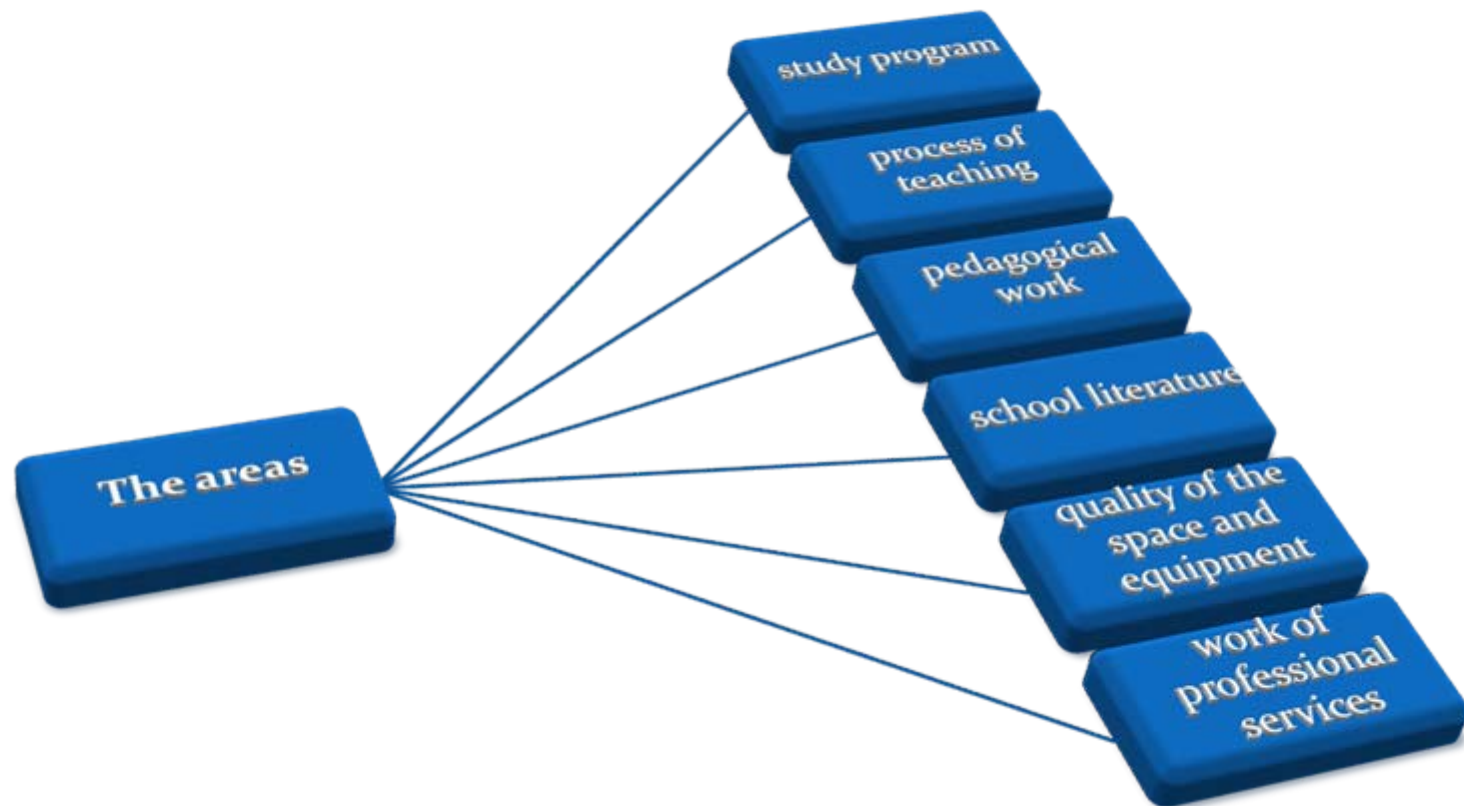 The areas
study program
process of
teaching
pedagogical
work
school literature
quality of the
space and
equipment
work of
professional
services